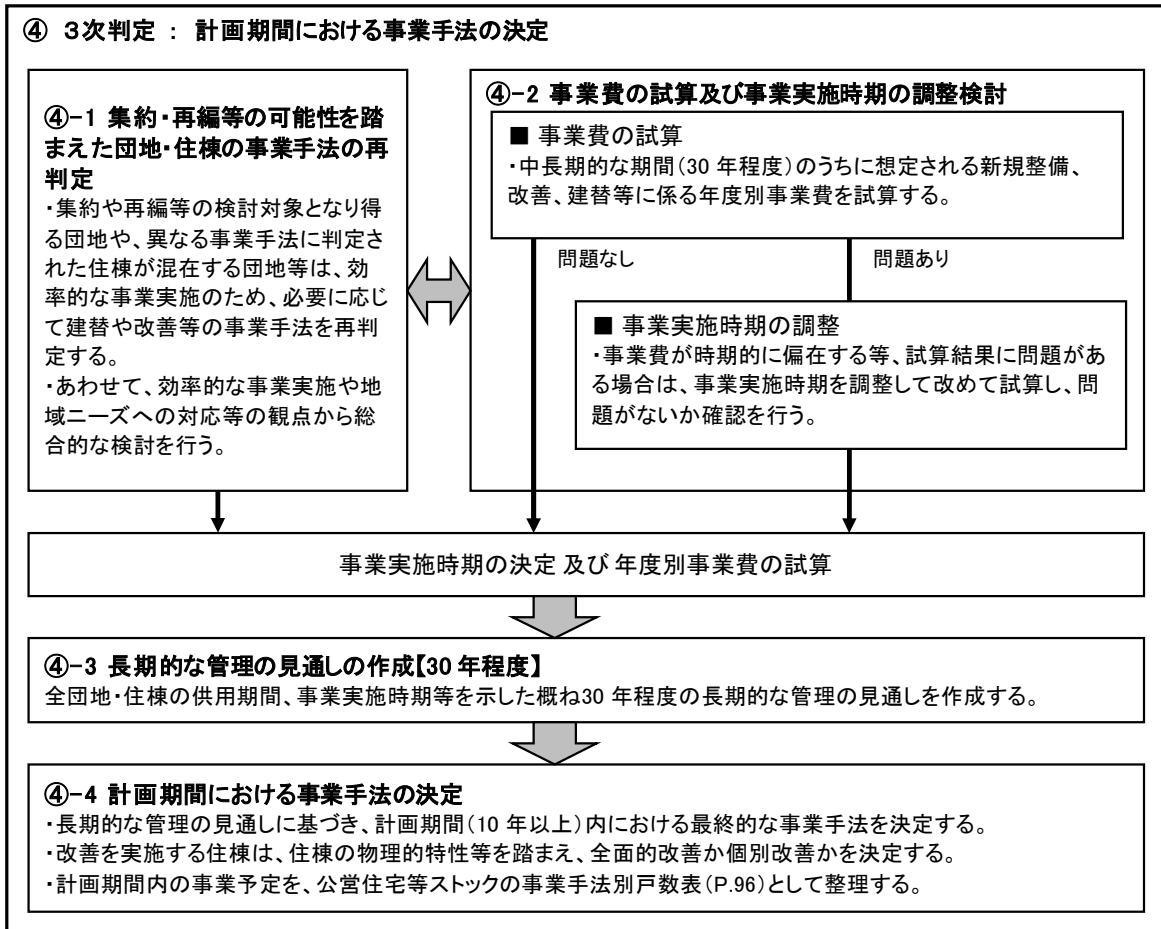 ④ 3次判定 : 計画期間における事業手法の決定
④-1 集約・再編等の可能性を踏
まえた団地・住棟の事業手法の再
判定
・集約や再編等の検討対象となり得
る団地や、異なる事業手法に判定さ
れた住棟が混在する団地等は、効
率的な事業実施のため、必要に応じ
て建替や改善等の事業手法を再判
定する。
・あわせて、効率的な事業実施や地
域ニーズへの対応等の観点から総
合的な検討を行う。
④-2 事業費の試算及び事業実施時期の調整検討
■ 事業費の試算
・中長期的な期間(30 年程度)のうちに想定される新規整備、
改善、建替等に係る年度別事業費を試算する。
問題なし
問題あり
■ 事業実施時期の調整
・事業費が時期的に偏在する等、試算結果に問題があ
る場合は、事業実施時期を調整して改めて試算し、問
題がないか確認を行う。
事業実施時期の決定 及び 年度別事業費の試算
④-3 長期的な管理の見通しの作成【30 年程度】
全団地・住棟の供用期間、事業実施時期等を示した概ね30 年程度の長期的な管理の見通しを作成する。
④-4 計画期間における事業手法の決定
・長期的な管理の見通しに基づき、計画期間(10 年以上)内における最終的な事業手法を決定する。
・改善を実施する住棟は、住棟の物理的特性等を踏まえ、全面的改善か個別改善かを決定する。
・計画期間内の事業予定を、公営住宅等ストックの事業手法別戸数表(P.96)として整理する。